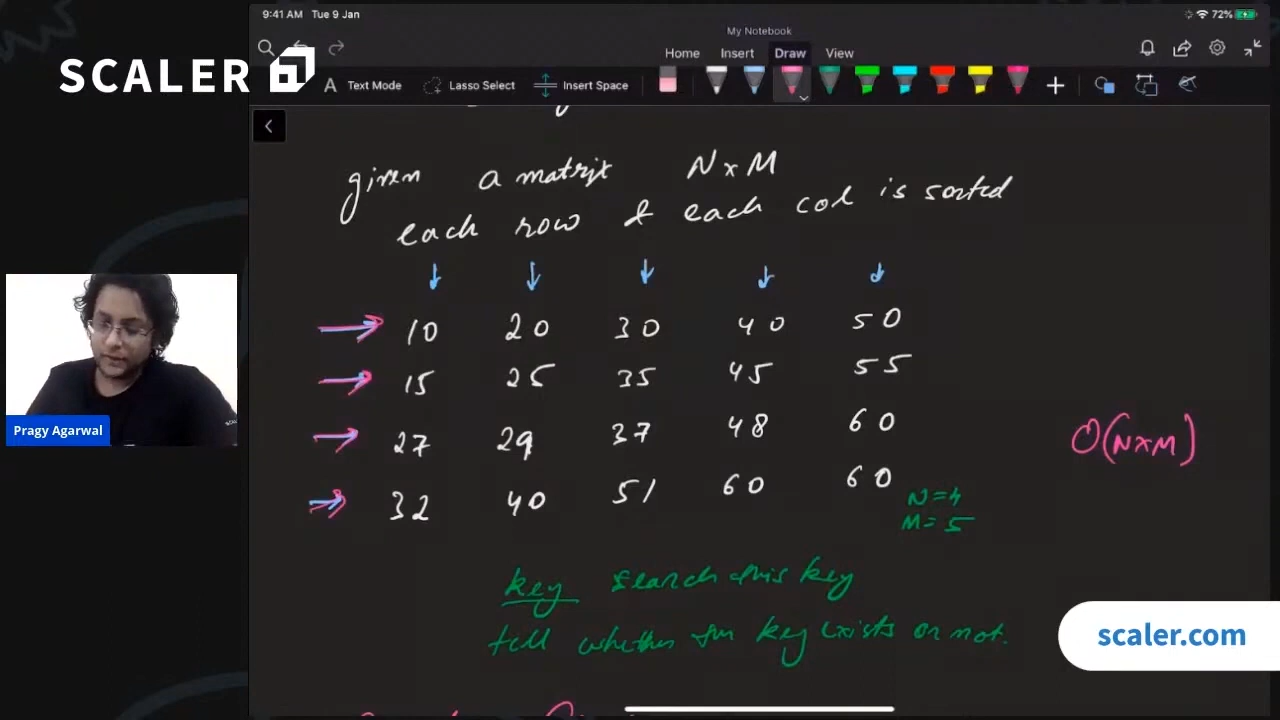 9:41 AM Tue 9 Jan
72%
My Notebook
Home Insert Draw View
SCALER
A Text Mode Lasso Select Insert Space
given a matrix N x M
each row & each col is sorted
10 20 30 40 50
15 25 35 45 55
27 29 37 48 60
O(N×M)
32 40 51 60 60
N=4
M=5
Pragy Agarwal
key search this key
tell whether the key exists or not.
scaler.com